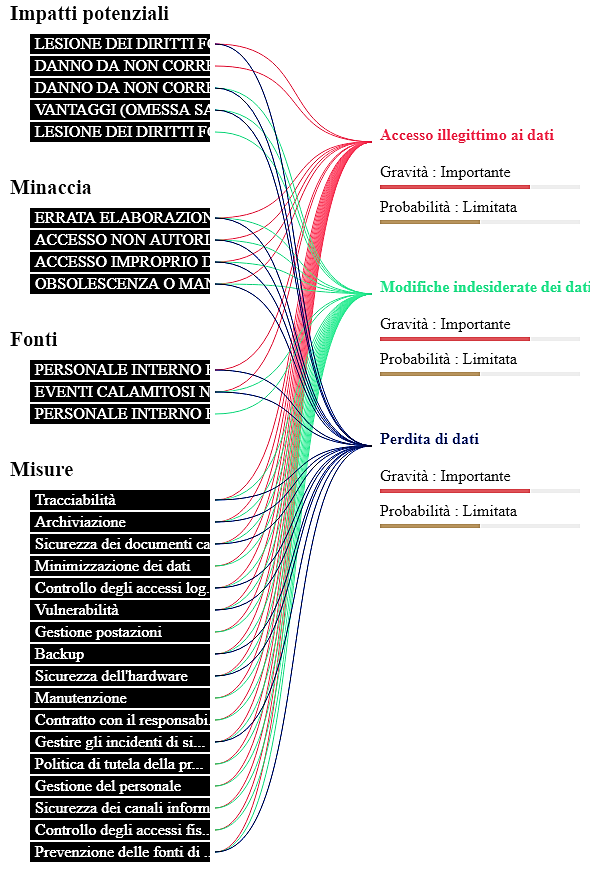 Impatti potenziali
LESIONE DEI DIRITTI FO
DANNO DA NON CORRE
DANNO DA NON CORRE
VANTAGGI (OMESSA SA
LESIONE DEI DIRITTI FO
Accesso illegittimo ai dati
Gravità : Importante
Probabilità : Limitata
Minaccia
ERRATA ELABORAZION
ACCESSO NON AUTORI
ACCESSO IMPROPRIO D
OBSOLESCENZA O MAN
Modifiche indesiderate dei dati
Gravità : Importante
Probabilità : Limitata
Fonti
PERSONALE INTERNO E
EVENTI CALAMITOSI N
PERSONALE INTERNO E
Perdita di dati
Gravità : Importante
Probabilità : Limitata
Misure
Tracciabilità
Archiviazione
Sicurezza dei documenti ca
Minimizzazione dei dati
Controllo degli accessi log...
Vulnerabilità
Gestione postazioni
Backup
Sicurezza dell'hardware
Manutenzione
Contratto con il responsabi...
Gestire gli incidenti di si...
Politica di tutela della pr...
Gestione del personale
Sicurezza dei canali inform
Controllo degli accessi fis...
Prevenzione delle fonti di ...